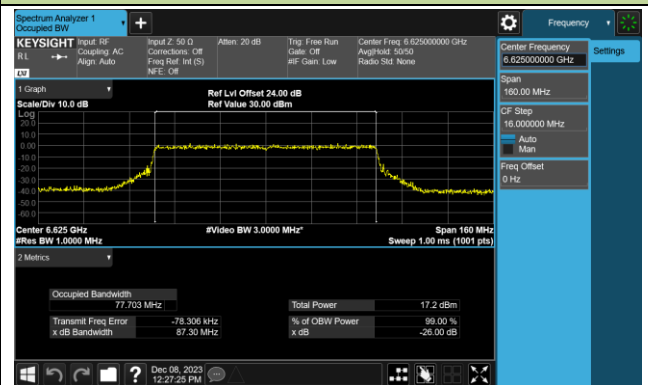 Spectrum Analyzer 1
Occupied BW
+
Frequency
KEYSIGHT
RL
LXI
Input: RF
Coupling: AC
Align: Auto
Input Z: 50 Ω
Corrections: Off
Freq Ref: Int (S)
NFE: Off
Atten: 20 dB
Trig: Free Run
Gate: Off
#IF Gain: Low
Center Freq: 6.625000000 GHz
Avg|Hold: 50/50
Radio Std: None
Center Frequency
6.625000000 GHz
Settings
Span
160.00 MHz
CF Step
16.000000 MHz
Auto
Man
Freq Offset
0 Hz
1 Graph
Scale/Div 10.0 dB
Ref Lvl Offset 24.00 dB
Ref Value 30.00 dBm
Log
20.0
10.0
0.00
-10.0
-20.0
-30.0
-40.0
-50.0
-60.0
Center 6.625 GHz
#Res BW 1.0000 MHz
#Video BW 3.0000 MHz*
Span 160 MHz
Sweep 1.00 ms (1001 pts)
2 Metrics
Occupied Bandwidth
77.703 MHz
Total Power 17.2 dBm
Transmit Freq Error -78.306 kHz
% of OBW Power 99.00 %
x dB Bandwidth 87.30 MHz
x dB -26.00 dB
?
Dec 08, 2023
12:27:25 PM